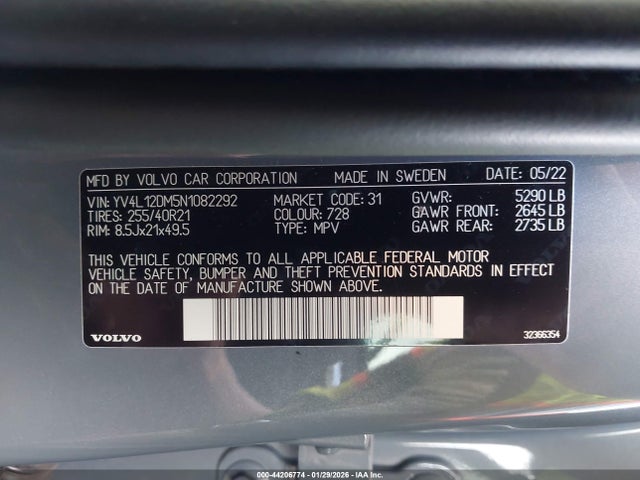 MFD BY VOLVO CAR CORPORATION MADE IN SWEDEN DATE: 05/22
VIN: YV4L12DM5N1082292 MARKET CODE: 31 GVWR: 5290 LB
TIRES: 255/40R21 COLOUR: 728 GAWR FRONT: 2645 LB
RIM: 8.5Jx21x49.5 TYPE: MPV GAWR REAR: 2735 LB
THIS VEHICLE CONFORMS TO ALL APPLICABLE FEDERAL MOTOR
VEHICLE SAFETY, BUMPER AND THEFT PREVENTION STANDARDS IN EFFECT
ON THE DATE OF MANUFACTURE SHOWN ABOVE.
VOLVO 32366354
000-44206774 - 01/29/2026 - IAA Inc.